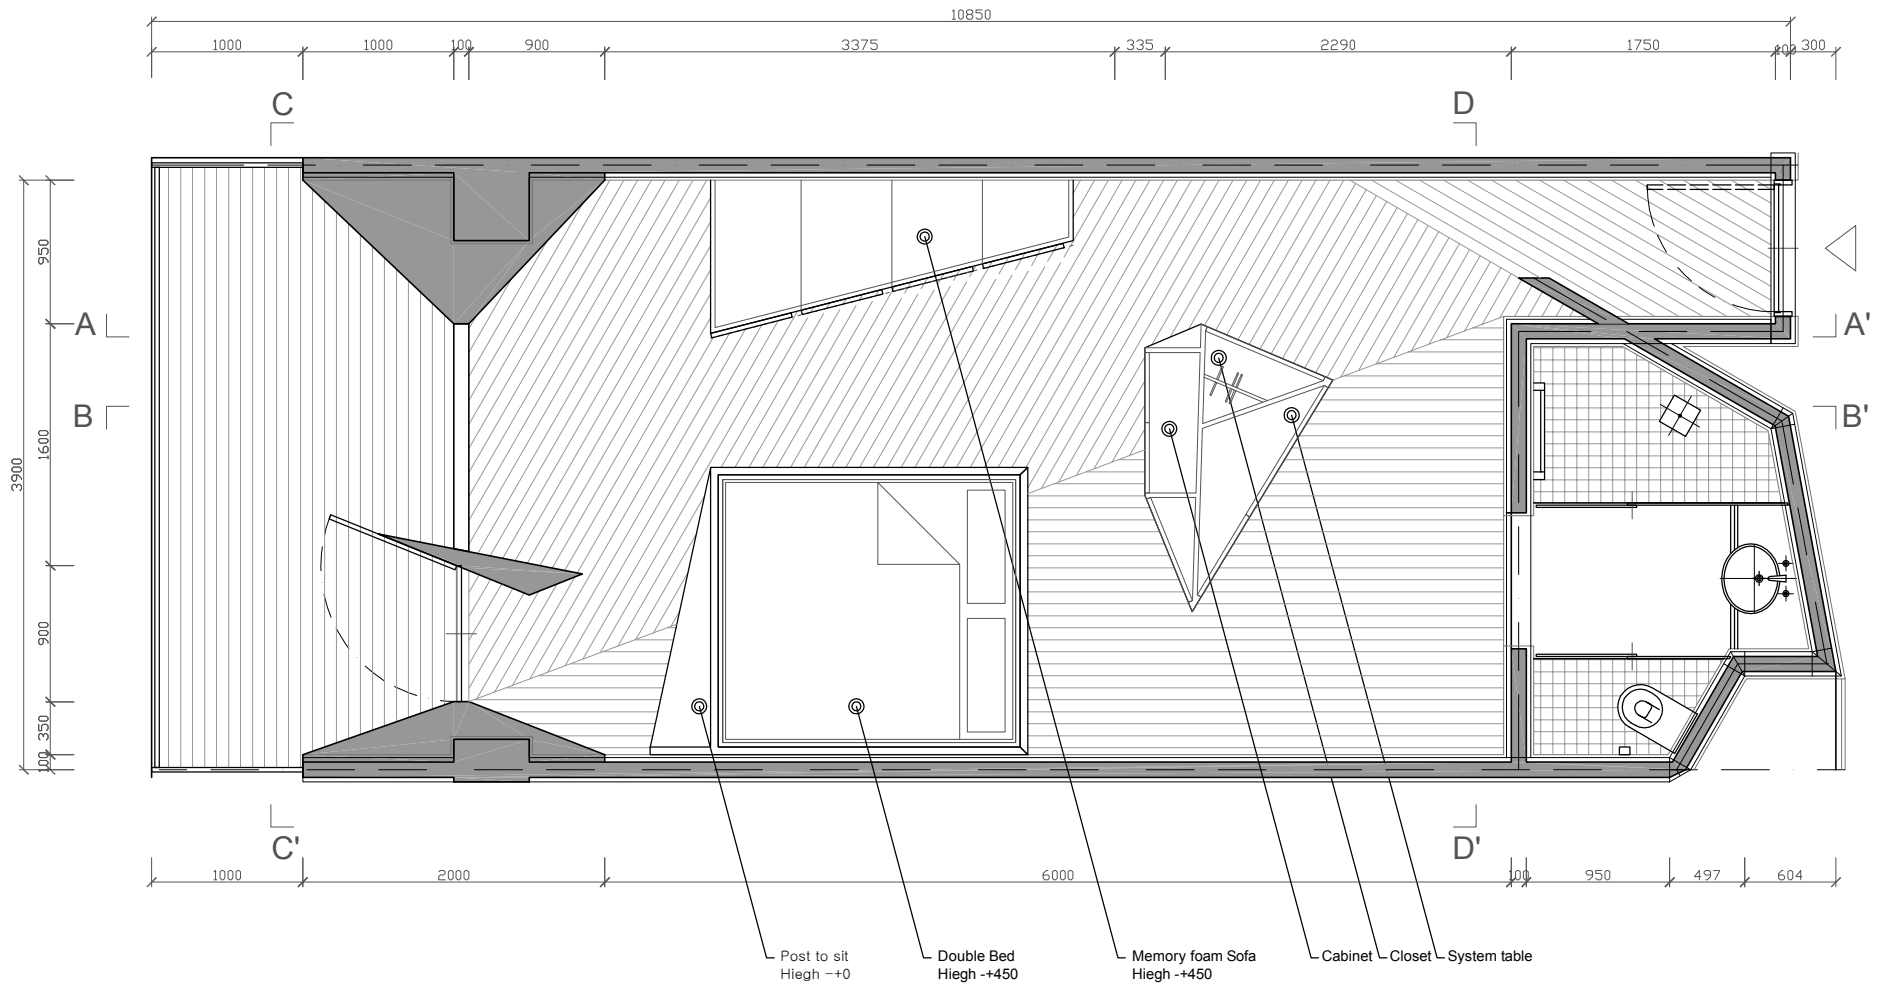 10850
1000 1000 100 900 3375 335 2290 1750 100 300
C D
950
A A'
B B'
1600
3900
900
350
100
C' D'
1000 2000 6000 100 950 497 604
Post to sit Double Bed Memory foam Sofa Cabinet Closet System table
Hiegh -+0 Hiegh -+450 Hiegh -+450